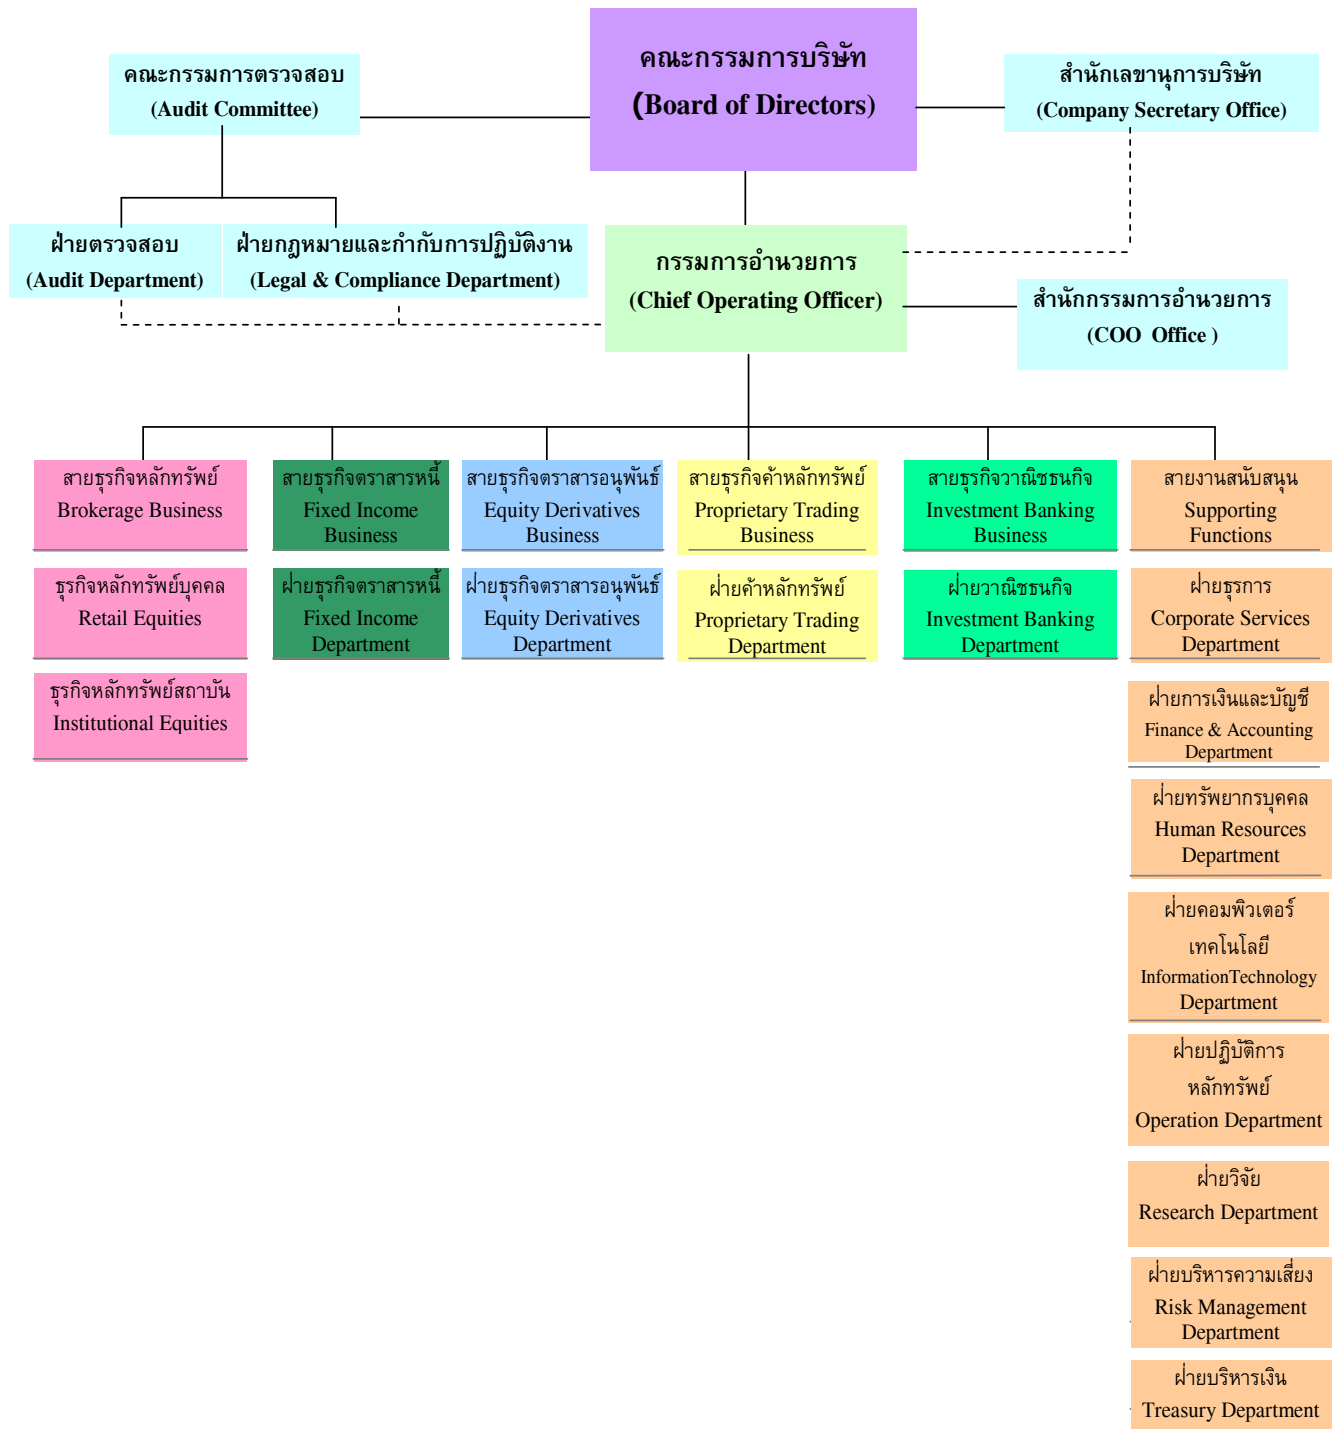 คณะกรรมการบริษัท
(Board of Directors)
คณะกรรมการตรวจสอบ
(Audit Committee)
สำนักเลขานุการบริษัท
(Company Secretary Office)
ฝ่ายตรวจสอบ
(Audit Department)
ฝ่ายกฎหมายและกำกับการปฏิบัติงาน
(Legal & Compliance Department)
กรรมการอำนวยการ
(Chief Operating Officer)
สำนักกรรมการอำนวยการ
(COO Office )
สายธุรกิจหลักทรัพย์
Brokerage Business
สายธุรกิจตราสารหนี้
Fixed Income
Business
สายธุรกิจตราสารอนุพันธ์
Equity Derivatives
Business
สายธุรกิจค้าหลักทรัพย์
Proprietary Trading
Business
สายธุรกิจวาณิชธนกิจ
Investment Banking
Business
สายงานสนับสนุน
Supporting
Functions
ธุรกิจหลักทรัพย์บุคคล
Retail Equities
ฝ่ายธุรกิจตราสารหนี้
Fixed Income
Department
ฝ่ายธุรกิจตราสารอนุพันธ์
Equity Derivatives
Department
ฝ่ายค้าหลักทรัพย์
Proprietary Trading
Department
ฝ่ายวาณิชธนกิจ
Investment Banking
Department
ฝ่ายธุรการ
Corporate Services
Department
ธุรกิจหลักทรัพย์สถาบัน
Institutional Equities
ฝ่ายการเงินและบัญชี
Finance & Accounting
Department
ฝ่ายทรัพยากรบุคคล
Human Resources
Department
ฝ่ายคอมพิวเตอร์
เทคโนโลยี
InformationTechnology
Department
ฝ่ายปฏิบัติการ
หลักทรัพย์
Operation Department
ฝ่ายวิจัย
Research Department
ฝ่ายบริหารความเสี่ยง
Risk Management
Department
ฝ่ายบริหารเงิน
Treasury Department